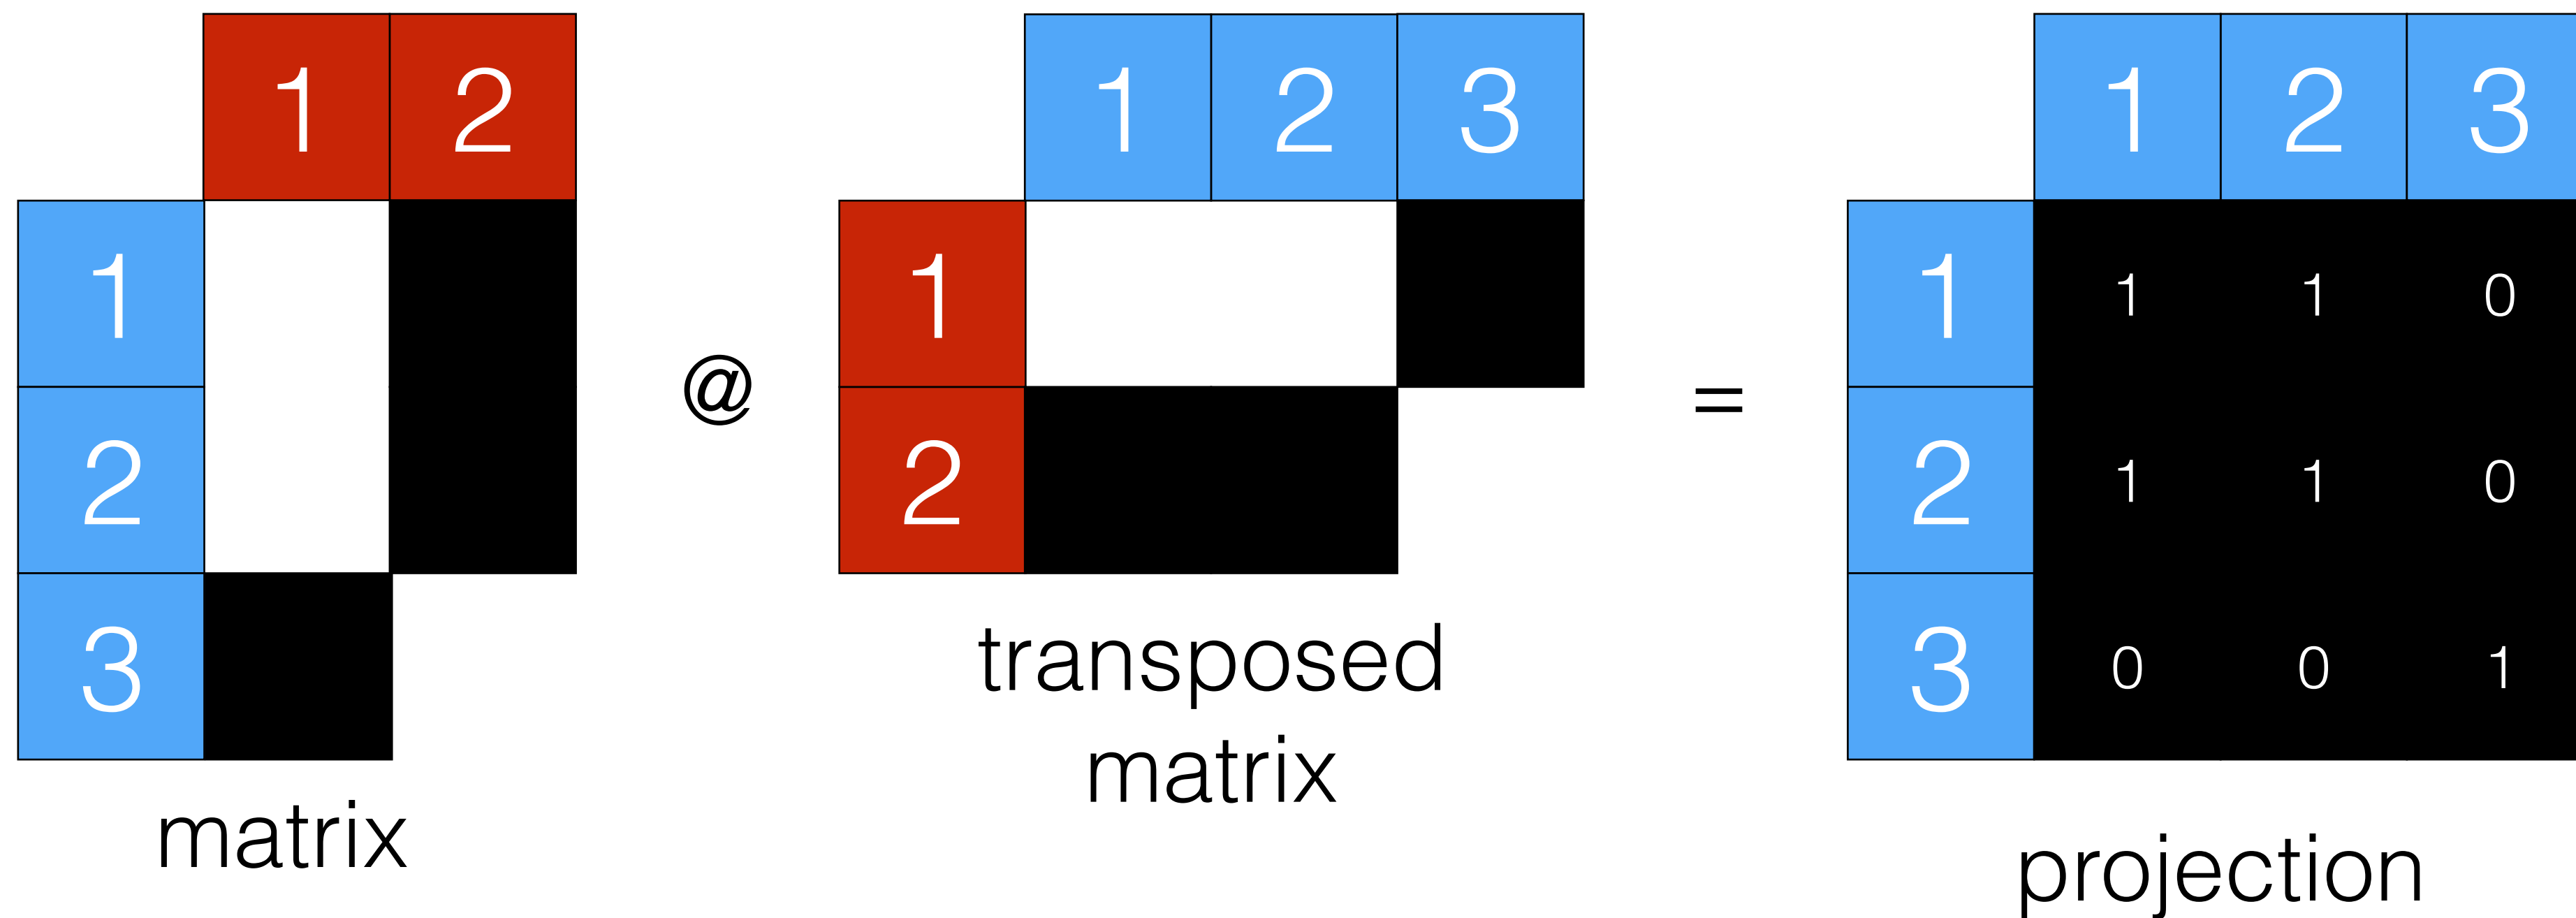 1 2
1
2
3
matrix
@
1 2 3
1
2
transposed
matrix
=
1 2 3
1 1 1 0
2 1 1 0
3 0 0 1
projection